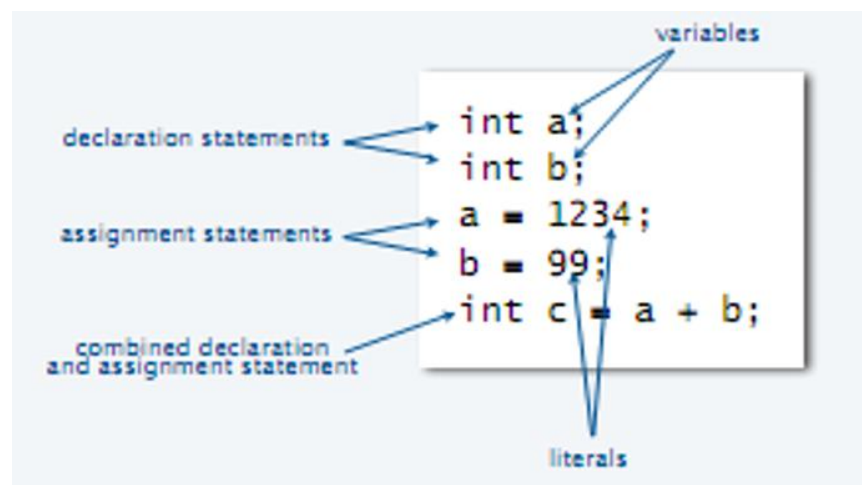 variables
declaration statements
int a;
int b;
assignment statements
a = 1234;
b = 99;
combined declaration
and assignment statement
int c = a + b;
literals